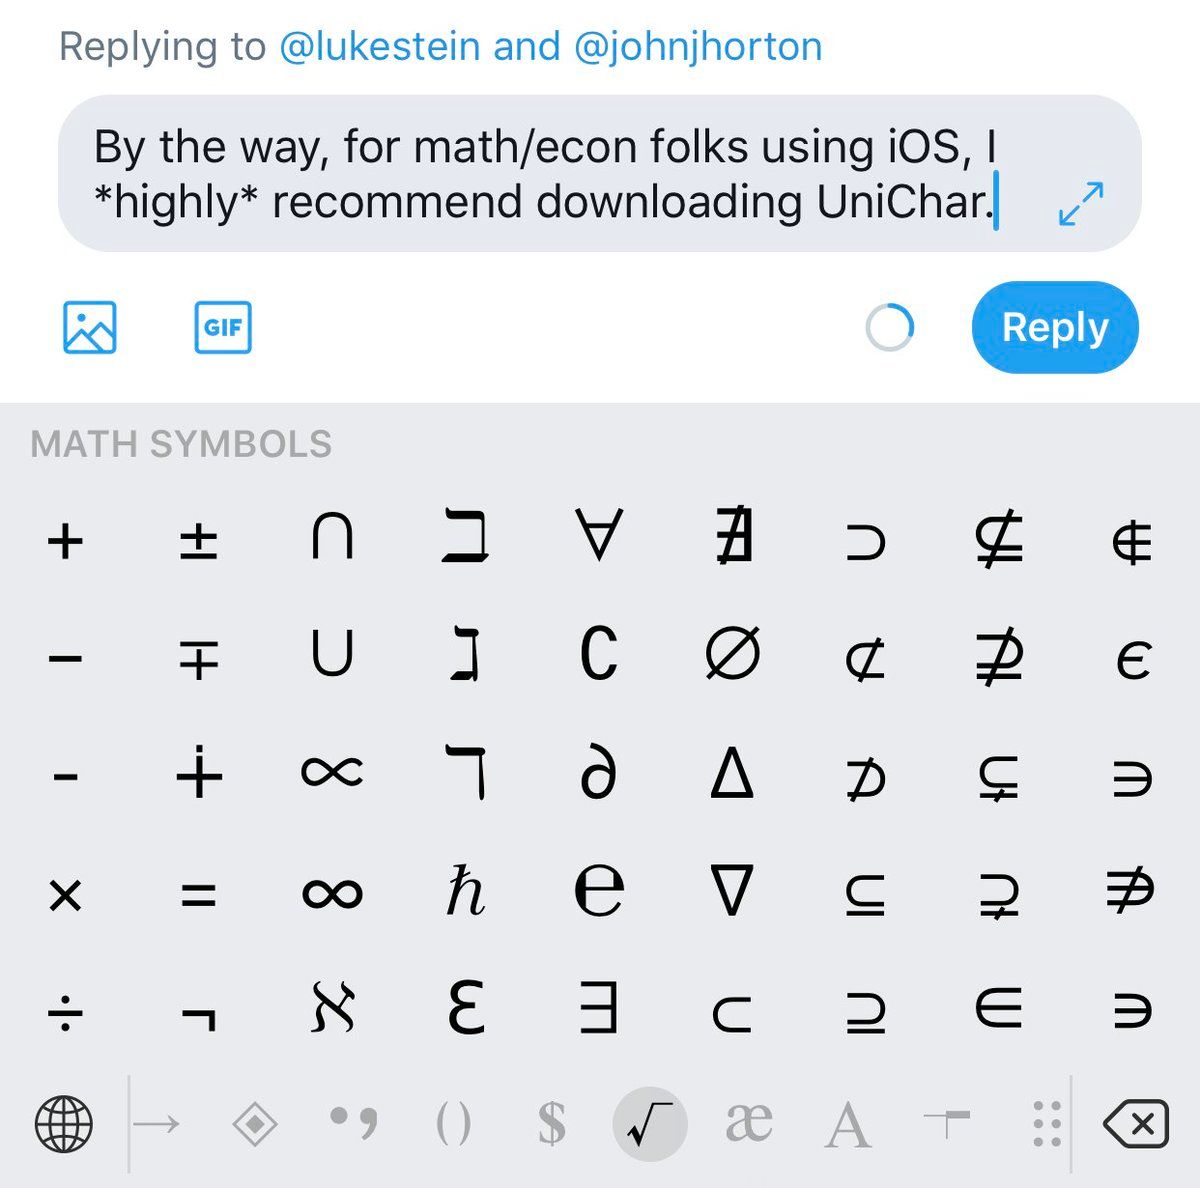 Replying to @lukestein and @johnjhorton
By the way, for math/econ folks using iOS, I
*highly* recommend downloading UniChar.
GIF
Reply
MATH SYMBOLS
+ ± ∩ ℶ ∀ ∄ ⊃ ⊈ ⋵
− ∓ ∪ ℷ ∁ ∅ ⊄ ⊉ ϵ
- ∔ ∝ ℸ ∂ ∆ ⊅ ⊊ ∋
× = ∞ ℏ ℮ ∇ ⊆ ⊋ ∌
÷ ¬ ℵ ℇ ∃ ⊂ ⊇ ∈ ∍
→ ◈ •, () $ √ æ A ┬